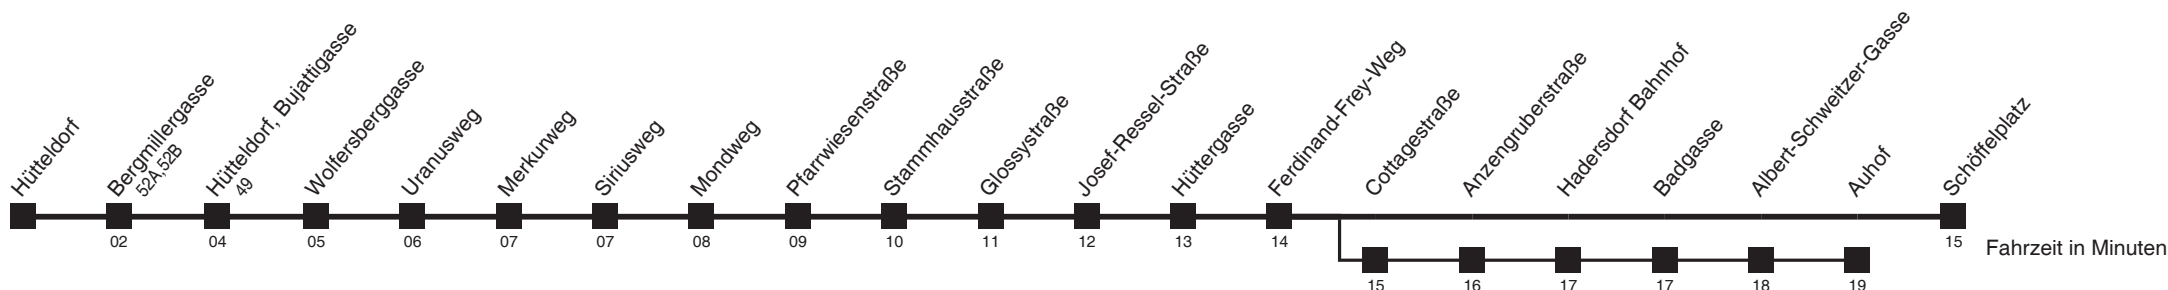 Hütteldorf
Bergmillergasse
52A,52B
Hütteldorf, Bujattigasse
49
Wolfersberggasse
Uranusweg
Merkurweg
Siriusweg
Mondweg
Pfarrwiesenstraße
Stammhausstraße
Glossystraße
Josef-Ressel-Straße
Hüttergasse
Ferdinand-Frey-Weg
Cottagestraße
Anzengruberstraße
Hadersdorf Bahnhof
Badgasse
Albert-Schweitzer-Gasse
Auhof
Schöffelplatz
02 04 05 06 07 07 08 09 10 11 12 13 14 15
Fahrzeit in Minuten
15 16 17 17 18 19